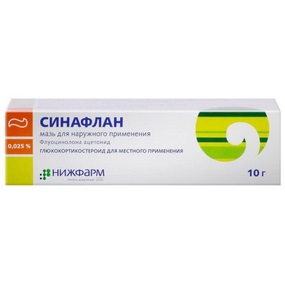 СИНАФЛАН
мазь для наружного применения
0,025 %
Флуоцинолона ацетонид
ГЛЮКОКОРТИКОСТЕРОИД ДЛЯ МЕСТНОГО ПРИМЕНЕНИЯ
НИЖФАРМ
10 г